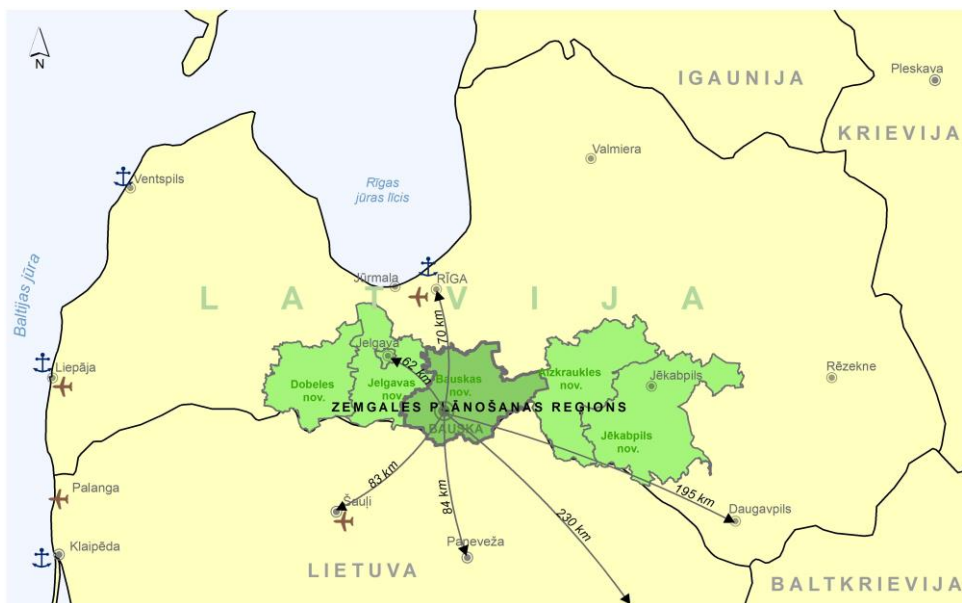 N
IGAUNIJA
Pleskava
KRIEVIJA
Valmiera
Ventspils
Rīgas
jūras līcis
Baltijas jūra
Jūrmala
RĪGA
LATVIJA
70 km
Jelgava
62 km
Liepāja
Dobeles
nov.
Jelgavas
nov.
Bauskas
nov.
Aizkraukles
nov.
Jēkabpils
Rēzekne
ZEMGALES PLĀNOŠANAS REGIONS
BAUSKA
Jēkabpils
nov.
83 km
84 km
230 km
195 km
Palanga
Šauļi
Daugavpils
Klaipēda
Paņeveža
LIETUVA
BALTKRIEVIJA